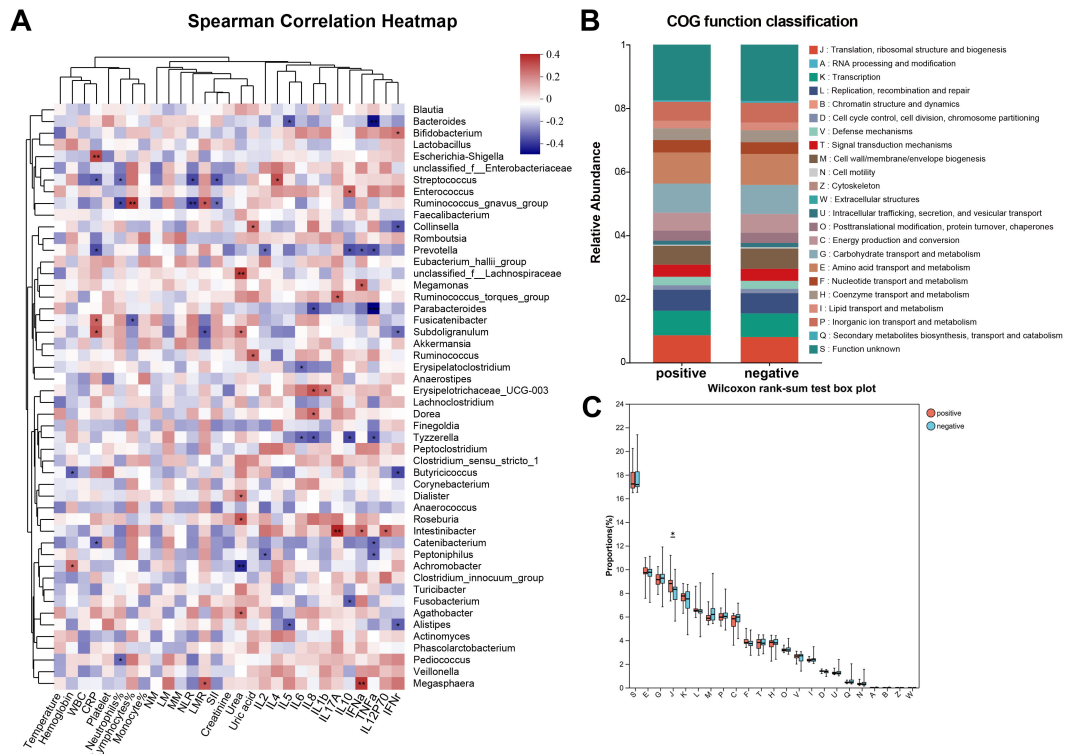 A
Spearman Correlation Heatmap
0.4
0.2
-0
-0.2
-0.49
Blautia
Bacteroides
Bifidobacterium
Lactobacillus
Escherichia-Shigella
unclassified_f__Enterobacteriaceae
Streptococcus
Enterococcus
Ruminococcus_gnavus_group
Faecalibacterium
Collinsella
Romboutsia
Prevotella
Eubacterium_hallii_group
unclassified_f__Lachnospiraceae
Megamonas
Ruminococcus_torques_group
Parabacteroides
Fusicatenibacter
Subdoligranulum
Akkermansia
Ruminococcus
Erysipelatoclostridium
Anaerostipes
Erysipelotrichaceae_UCG-003
Lachnoclostridium
Dorea
Finegoldia
Tyzzerella
Peptoclostridium
Clostridium_sensu_stricto_1
Butyricicoccus
Corynebacterium
Dialister
Anaerococcus
Roseburia
Intestinibacter
Catenibacterium
Peptoniphilus
Achromobacter
Clostridium_innocuum_group
Turicibacter
Fusobacterium
Agathobacter
Alistipes
Actinomyces
Phascolarctobacterium
Pediococcus
Veillonella
Megasphaera
Temperature
Hemoglobin
WBC
CRP
Platelet
Neutrophils%
ymphocytes%
Monocyte%
NM
LM
MM
NLR
LMR
SII
Creatinine
Urea
Uric acid
IL2
IL4
IL5
IL6
IL8
IL1b
IL17A
IL10
IFNa
TNFa
IL12P70
IFNr
B
COG function classification
Relative Abundance
1
0.8
0.6
0.4
0.2
0
positive
negative
J : Translation, ribosomal structure and biogenesis
A : RNA processing and modification
K : Transcription
L : Replication, recombination and repair
B : Chromatin structure and dynamics
D : Cell cycle control, cell division, chromosome partitioning
V : Defense mechanisms
T : Signal transduction mechanisms
M : Cell wall/membrane/envelope biogenesis
N : Cell motility
Z : Cytoskeleton
W : Extracellular structures
U : Intracellular trafficking, secretion, and vesicular transport
O : Posttranslational modification, protein turnover, chaperones
C : Energy production and conversion
G : Carbohydrate transport and metabolism
E : Amino acid transport and metabolism
F : Nucleotide transport and metabolism
H : Coenzyme transport and metabolism
I : Lipid transport and metabolism
P : Inorganic ion transport and metabolism
Q : Secondary metabolites biosynthesis, transport and catabolism
S : Function unknown
C
Wilcoxon rank-sum test box plot
Proportions(%)
24
22
20
18
16
14
12
10
8
6
4
2
0
*
positive
negative
S E G J K L M P C F T H O V I D U Q N A B Z W